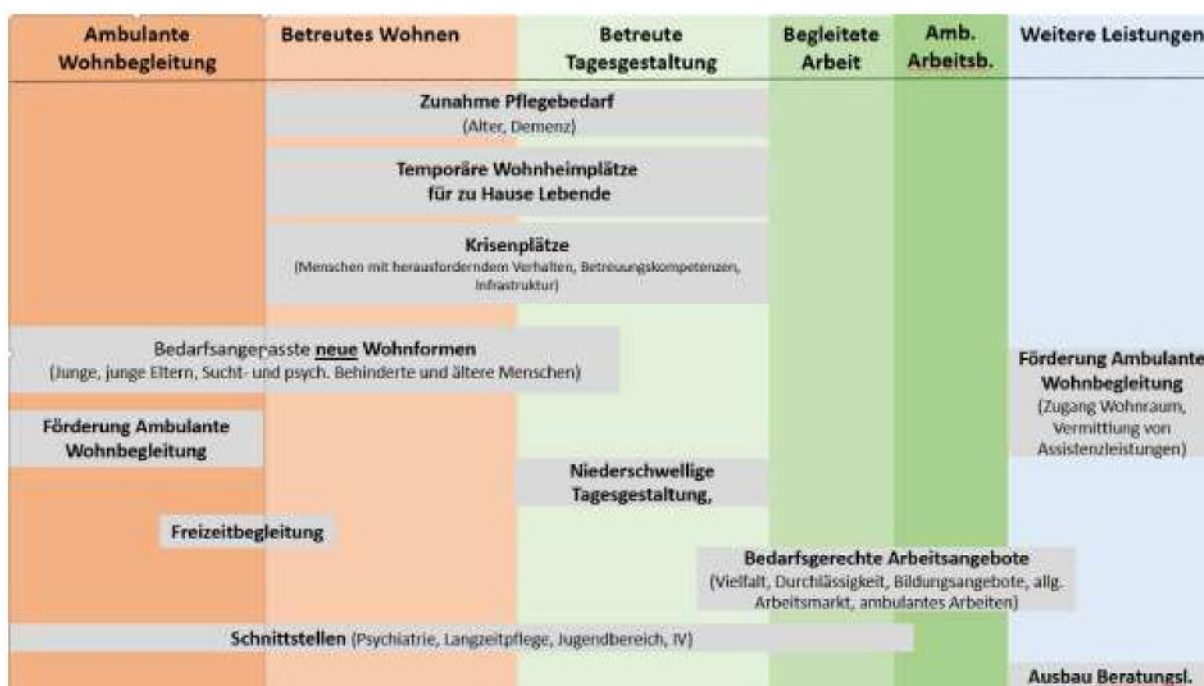 Ambulante
Wohnbegleitung
Betreutes Wohnen
Betreute
Tagesgestaltung
Begleitete
Arbeit
Amb.
Arbeitsb.
Weitere Leistungen
Zunahme Pflegebedarf
(Alter, Demenz)
Temporäre Wohnheimplätze
für zu Hause Lebende
Krisenplätze
(Menschen mit herausforderndem Verhalten, Betreuungskompetenzen,
Infrastruktur)
Bedarfsangepasste neue Wohnformen
(Junge, junge Eltern, Sucht- und psych. Behinderte und ältere Menschen)
Förderung Ambulante
Wohnbegleitung
(Zugang Wohnraum,
Vermittlung von
Assistenzleistungen)
Förderung Ambulante
Wohnbegleitung
Niederschwellige
Tagesgestaltung,
Freizeitbegleitung
Bedarfsgerechte Arbeitsangebote
(Vielfalt, Durchlässigkeit, Bildungsangebote, allg.
Arbeitsmarkt, ambulantes Arbeiten)
Schnittstellen (Psychiatrie, Langzeitpflege, Jugendbereich, IV)
Ausbau Beratungsl.